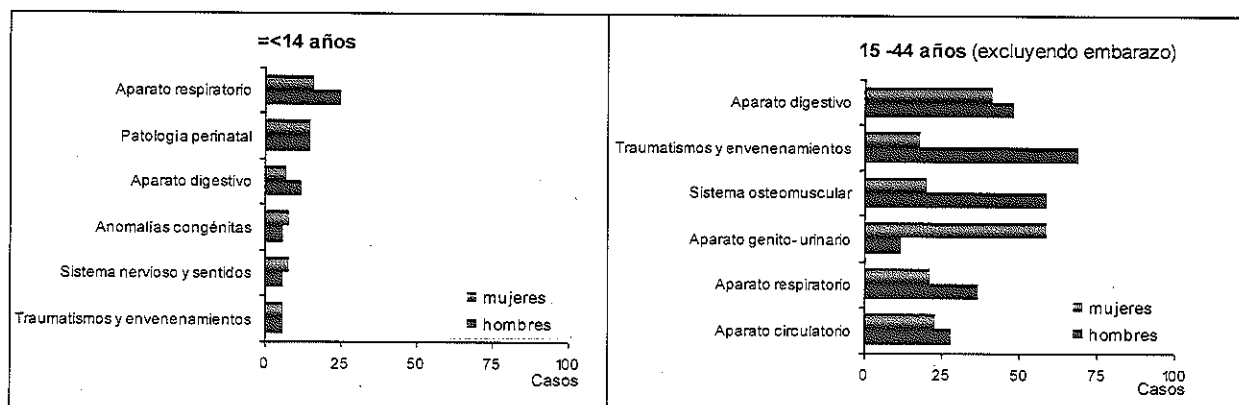 =<14 años
Aparato respiratorio
Patología perinatal
Aparato digestivo
Anomalías congénitas
Sistema nervioso y sentidos
Traumatismos y envenenamientos
mujeres
hombres
0 25 50 75 100
Casos
15 -44 años (excluyendo embarazo)
Aparato digestivo
Traumatismos y envenenamientos
Sistema osteomuscular
Aparato genito- urinario
Aparato respiratorio
Aparato circulatorio
mujeres
hombres
0 25 50 75 100
Casos